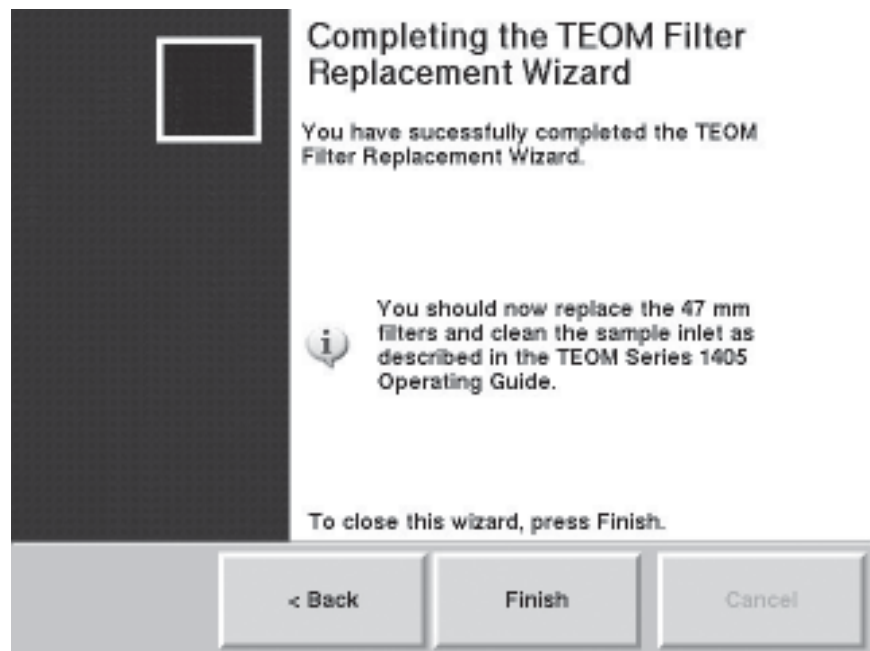 Completing the TEOM Filter
Replacement Wizard
You have sucessfully completed the TEOM
Filter Replacement Wizard.
You should now replace the 47 mm
filters and clean the sample inlet as
described in the TEOM Series 1405
Operating Guide.
To close this wizard, press Finish.
< Back
Finish
Cancel